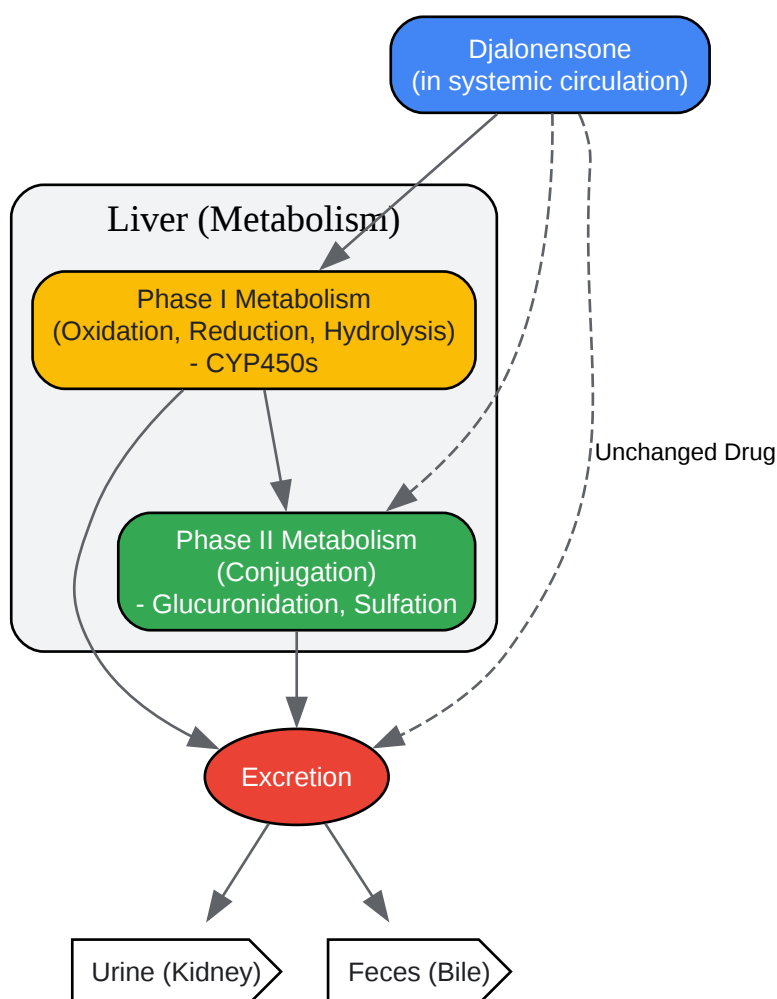 Djalonensone
(in systemic circulation)
Liver (Metabolism)
Phase I Metabolism
(Oxidation, Reduction, Hydrolysis)
- CYP450s
Unchanged Drug
Phase II Metabolism
(Conjugation)
- Glucuronidation, Sulfation
Excretion
Urine (Kidney)
Feces (Bile)